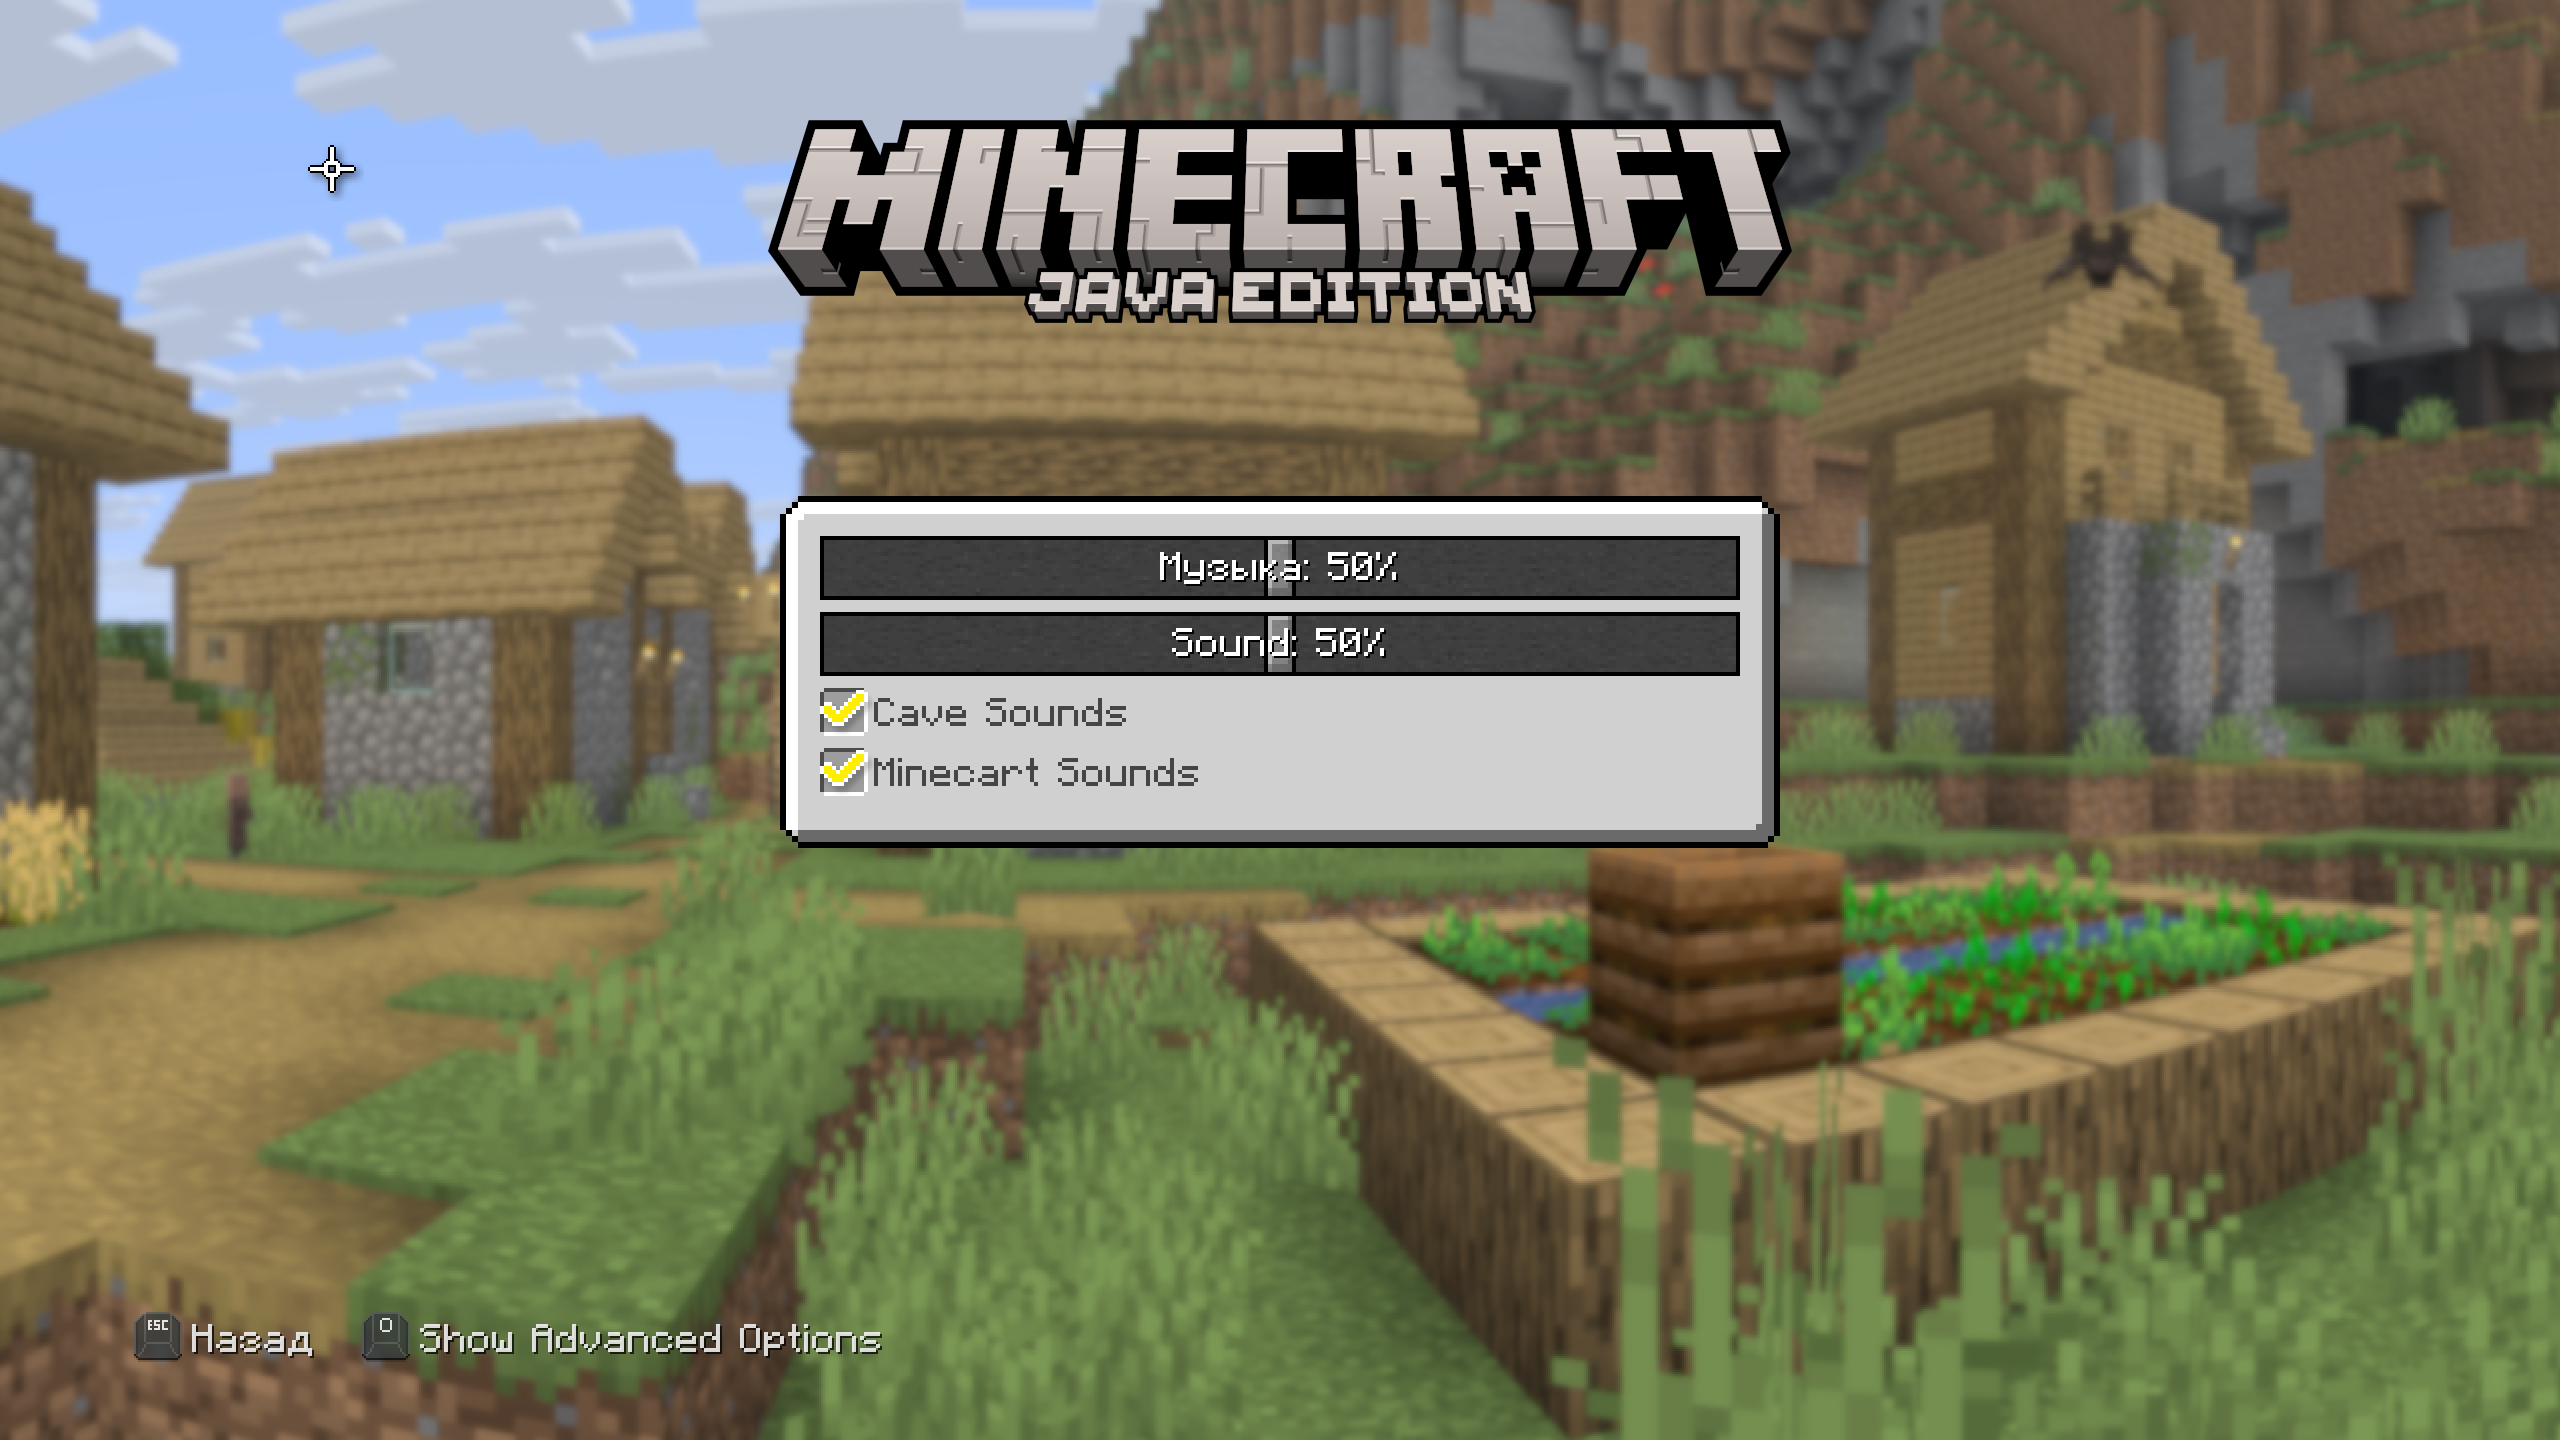 MINECRAFT
JAVA EDITION
Музыка: 50%
Sound: 50%
Cave Sounds
Minecart Sounds
ESC Назад O Show Advanced Options